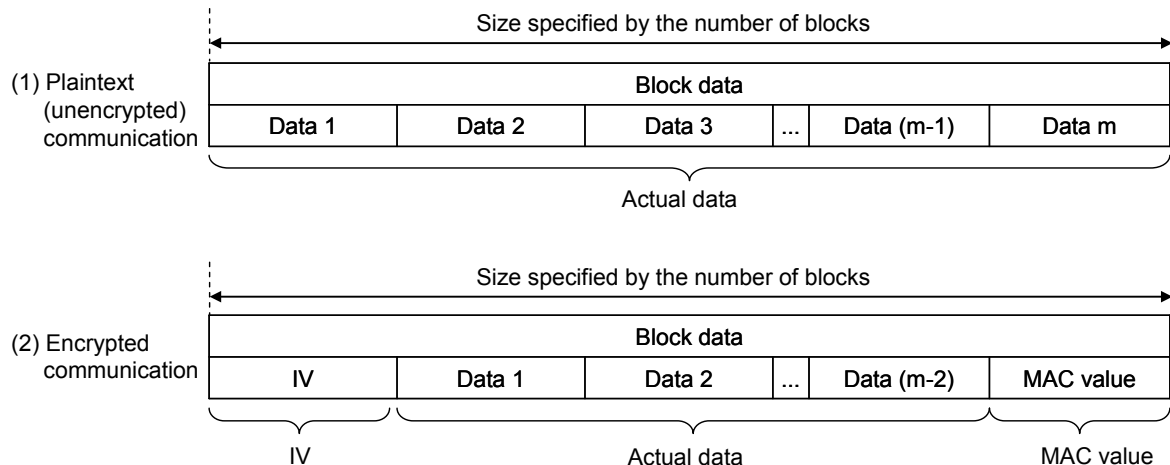 Size specified by the number of blocks
(1) Plaintext
(unencrypted)
communication
Block data
Data 1 Data 2 Data 3 ... Data (m-1) Data m
Actual data
Size specified by the number of blocks
(2) Encrypted
communication
Block data
IV Data 1 Data 2 ... Data (m-2) MAC value
IV Actual data MAC value